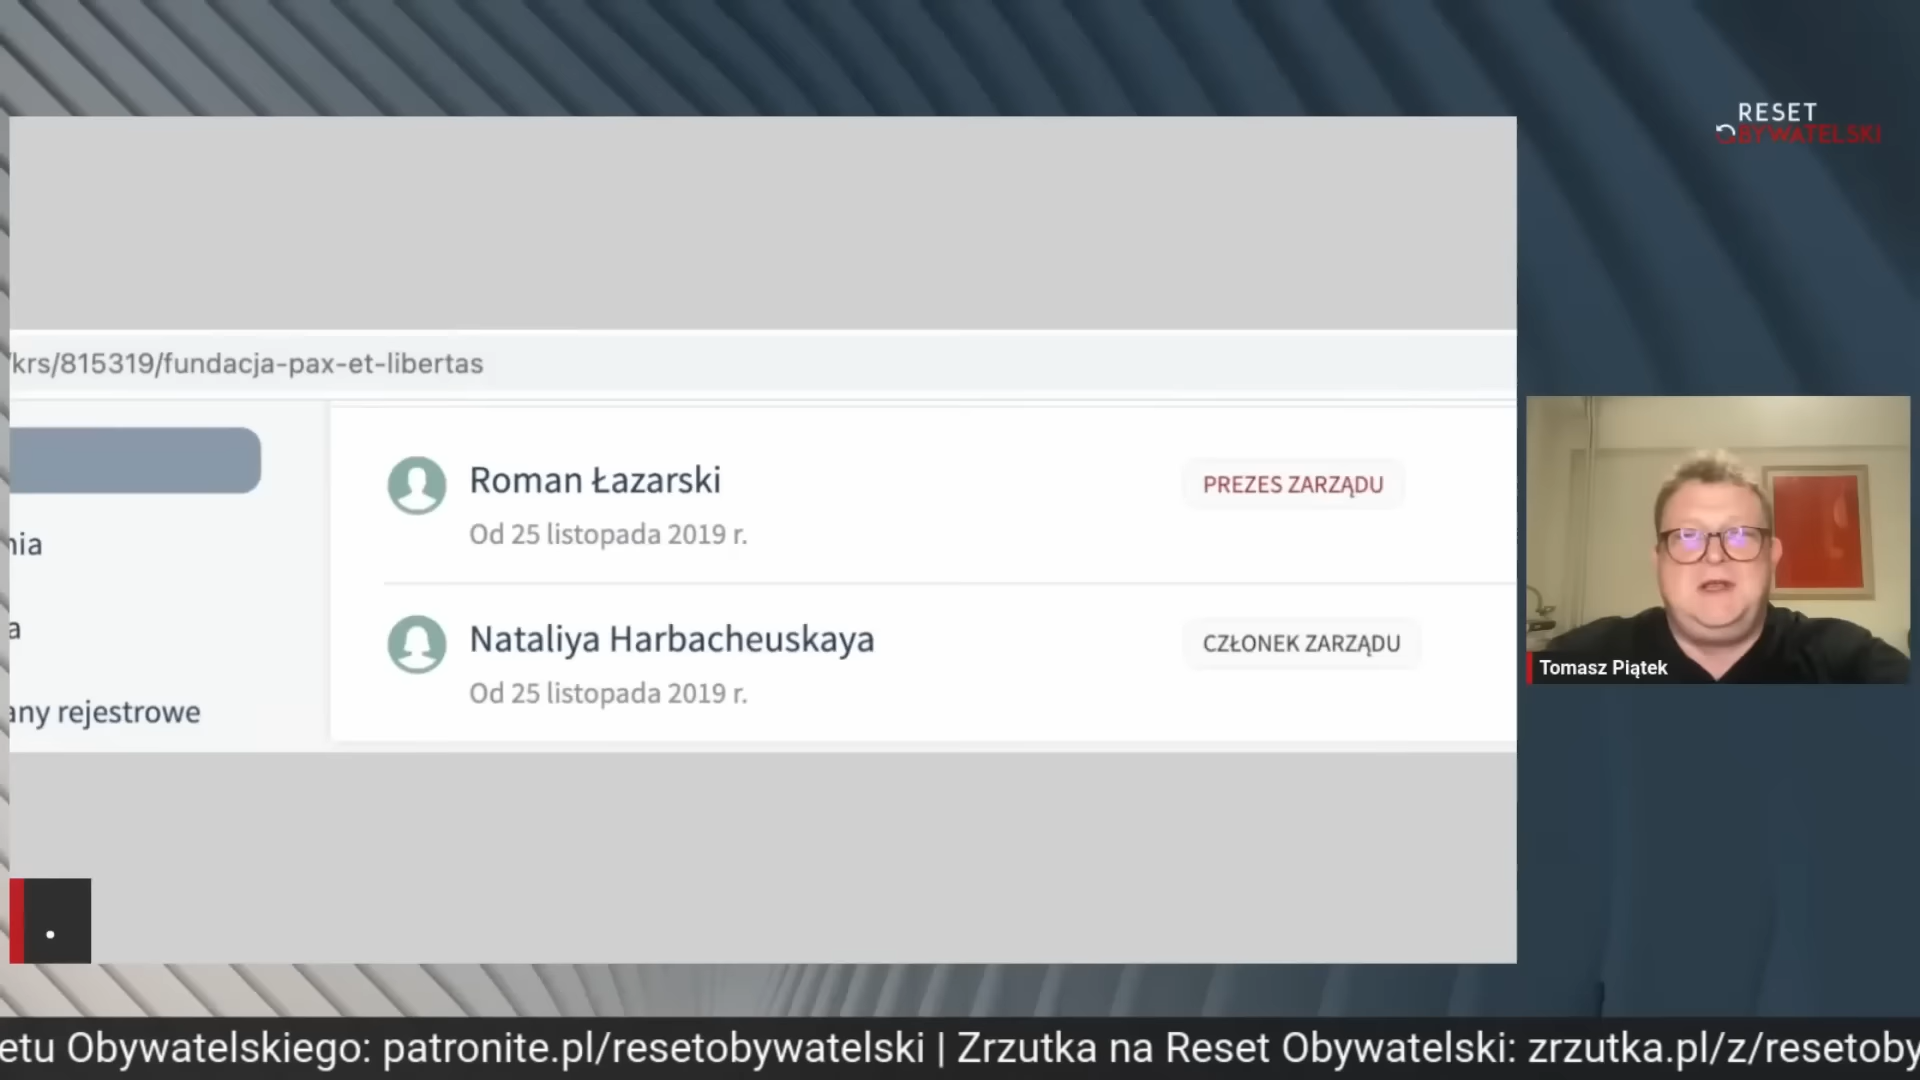 RESET
OBYWATELSKI
/krs/815319/fundacja-pax-et-libertas
Roman Łazarski
PREZES ZARZĄDU
Od 25 listopada 2019 r.
nia
Nataliya Harbacheuskaya
CZŁONEK ZARZĄDU
a
Od 25 listopada 2019 r.
any rejestrowe
Tomasz Piątek
.
etu Obywatelskiego: patronite.pl/resetobywatelski | Zrzutka na Reset Obywatelski: zrzutka.pl/z/resetoby